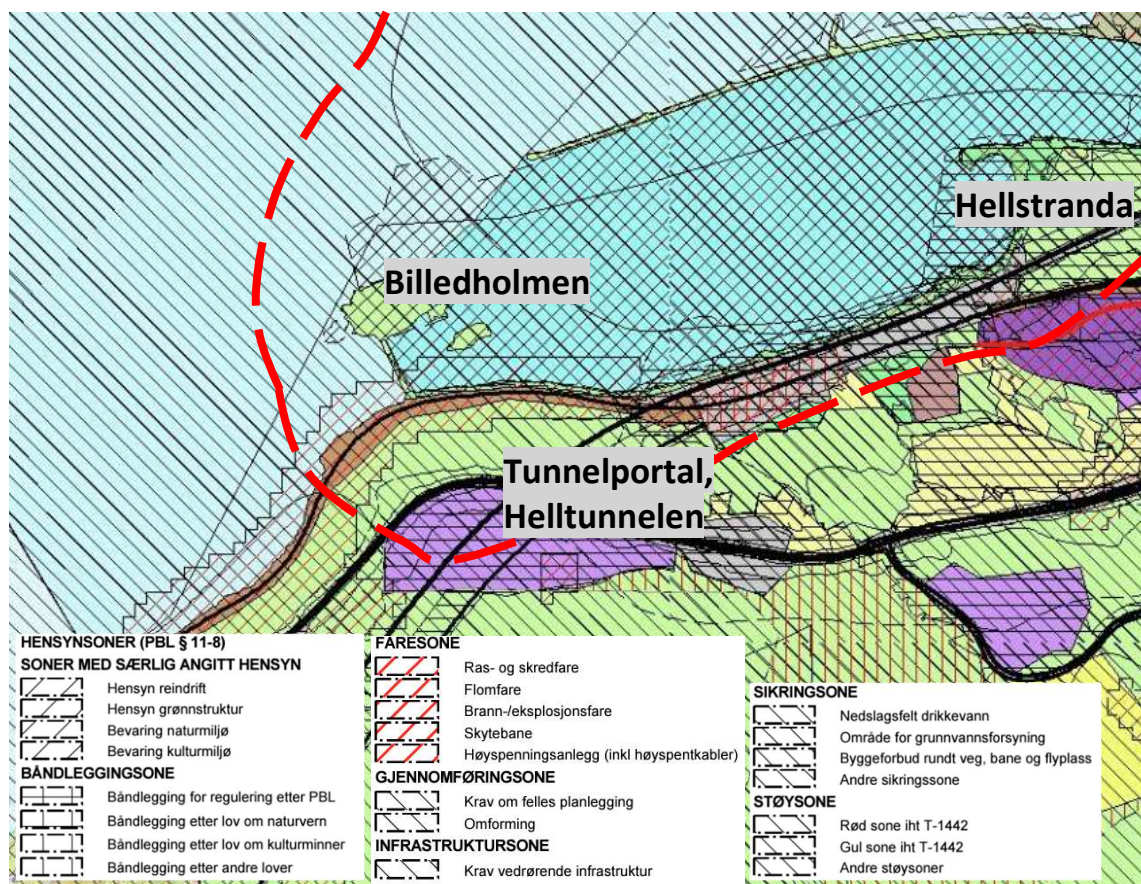 Hellstranda
Billedholmen
Tunnelportal,
Helltunnelen
HENSYNSONER (PBL § 11-8)
SONER MED SÆRLIG ANGITT HENSYN
Hensyn reindrift
Hensyn grønnstruktur
Bevaring naturmiljø
Bevaring kulturmiljø
BÅNDLEGGINGSONE
Båndlegging for regulering etter PBL
Båndlegging etter lov om naturvern
Båndlegging etter lov om kulturminner
Båndlegging etter andre lover
FARESONE
Ras- og skredfare
Flomfare
Brann-/eksplosjonsfare
Skytebane
Høyspenningsanlegg (inkl høyspentkabler)
GJENNOMFØRINGSONE
Krav om felles planlegging
Omforming
INFRASTRUKTURSONE
Krav vedrørende infrastruktur
SIKRINGSONE
Nedslagsfelt drikkevann
Område for grunnvannsforsyning
Byggeforbud rundt veg, bane og flyplass
Andre sikringssone
STØYSONE
Rød sone iht T-1442
Gul sone iht T-1442
Andre støysoner